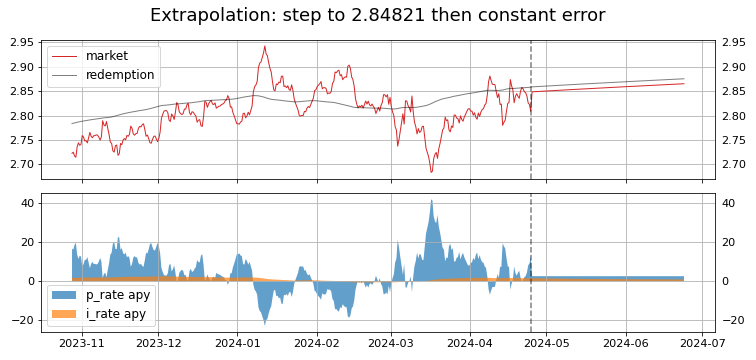 Extrapolation: step to 2.84821 then constant error
2.95 2.95
market
2.90 2.90
redemption
2.85 2.85
2.80 2.80
2.75 2.75
2.70 2.70
40 40
20 20
0 0
p_rate apy
i_rate apy
−20 −20
2023-11 2023-12 2024-01 2024-02 2024-03 2024-04 2024-05 2024-06 2024-07